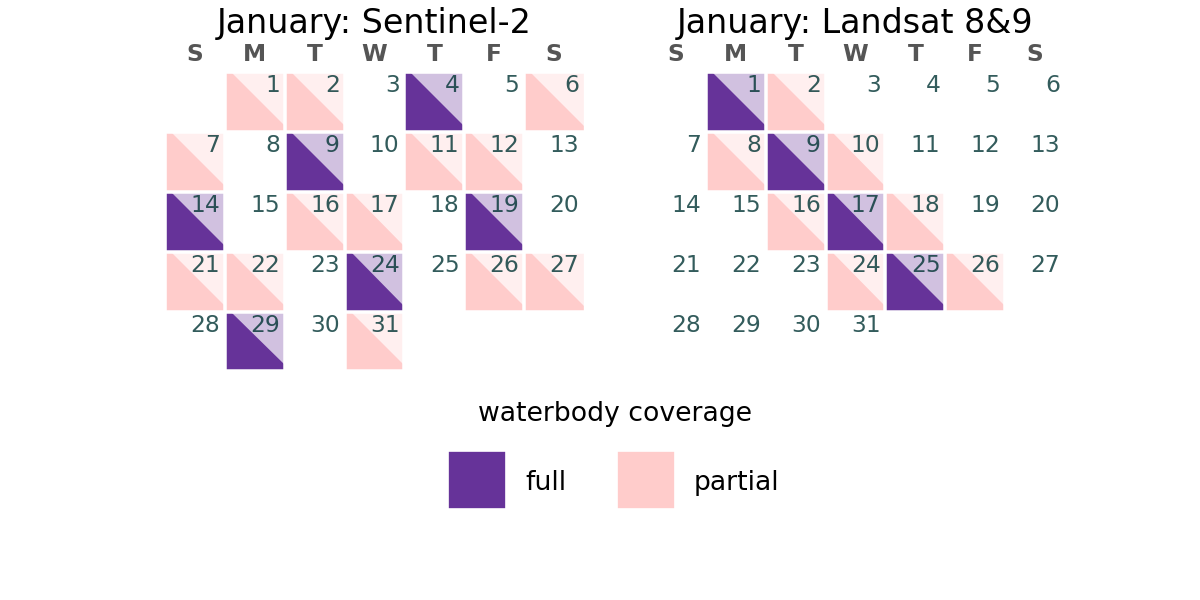 January: Sentinel-2
S M T W T F S
1 2 3 4 5 6
7 8 9 10 11 12 13
14 15 16 17 18 19 20
21 22 23 24 25 26 27
28 29 30 31
January: Landsat 8&9
S M T W T F S
1 2 3 4 5 6
7 8 9 10 11 12 13
14 15 16 17 18 19 20
21 22 23 24 25 26 27
28 29 30 31
waterbody coverage
full partial